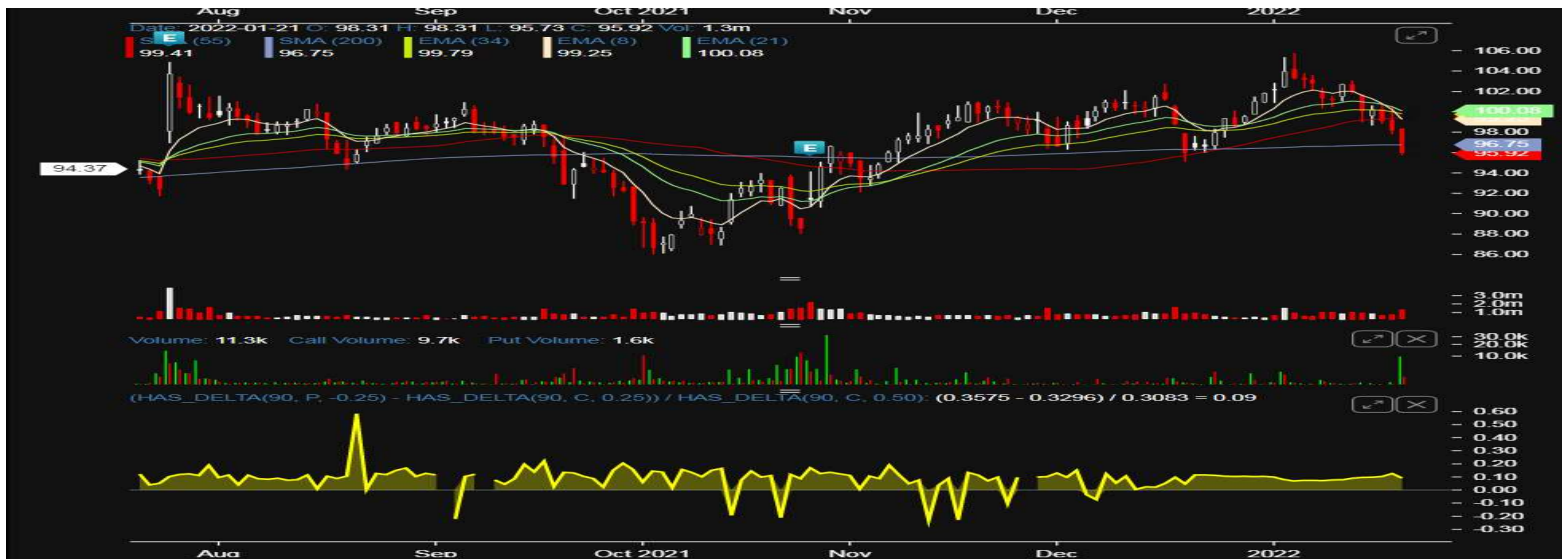 Aug Sep Oct 2021 Nov Dec 2022
Date: 2022-01-21 O: 98.31 H: 98.31 L: 95.73 C: 95.92 Vol: 1.3m
E
SMA (55) SMA (200) EMA (34) EMA (8) EMA (21)
99.41 96.75 99.79 99.25 100.08
106.00
104.00
102.00
100.08
98.00
96.75
95.92
94.37
94.00
92.00
90.00
88.00
86.00
E
3.0m
2.0m
1.0m
Volume: 11.3k Call Volume: 9.7k Put Volume: 1.6k
30.0k
20.0k
10.0k
(HAS_DELTA(90, P, -0.25) - HAS_DELTA(90, C, 0.25)) / HAS_DELTA(90, C, 0.50): (0.3575 - 0.3296) / 0.3083 = 0.09
0.60
0.50
0.40
0.30
0.20
0.10
0.00
-0.10
-0.20
-0.30
Aug Sep Oct 2021 Nov Dec 2022